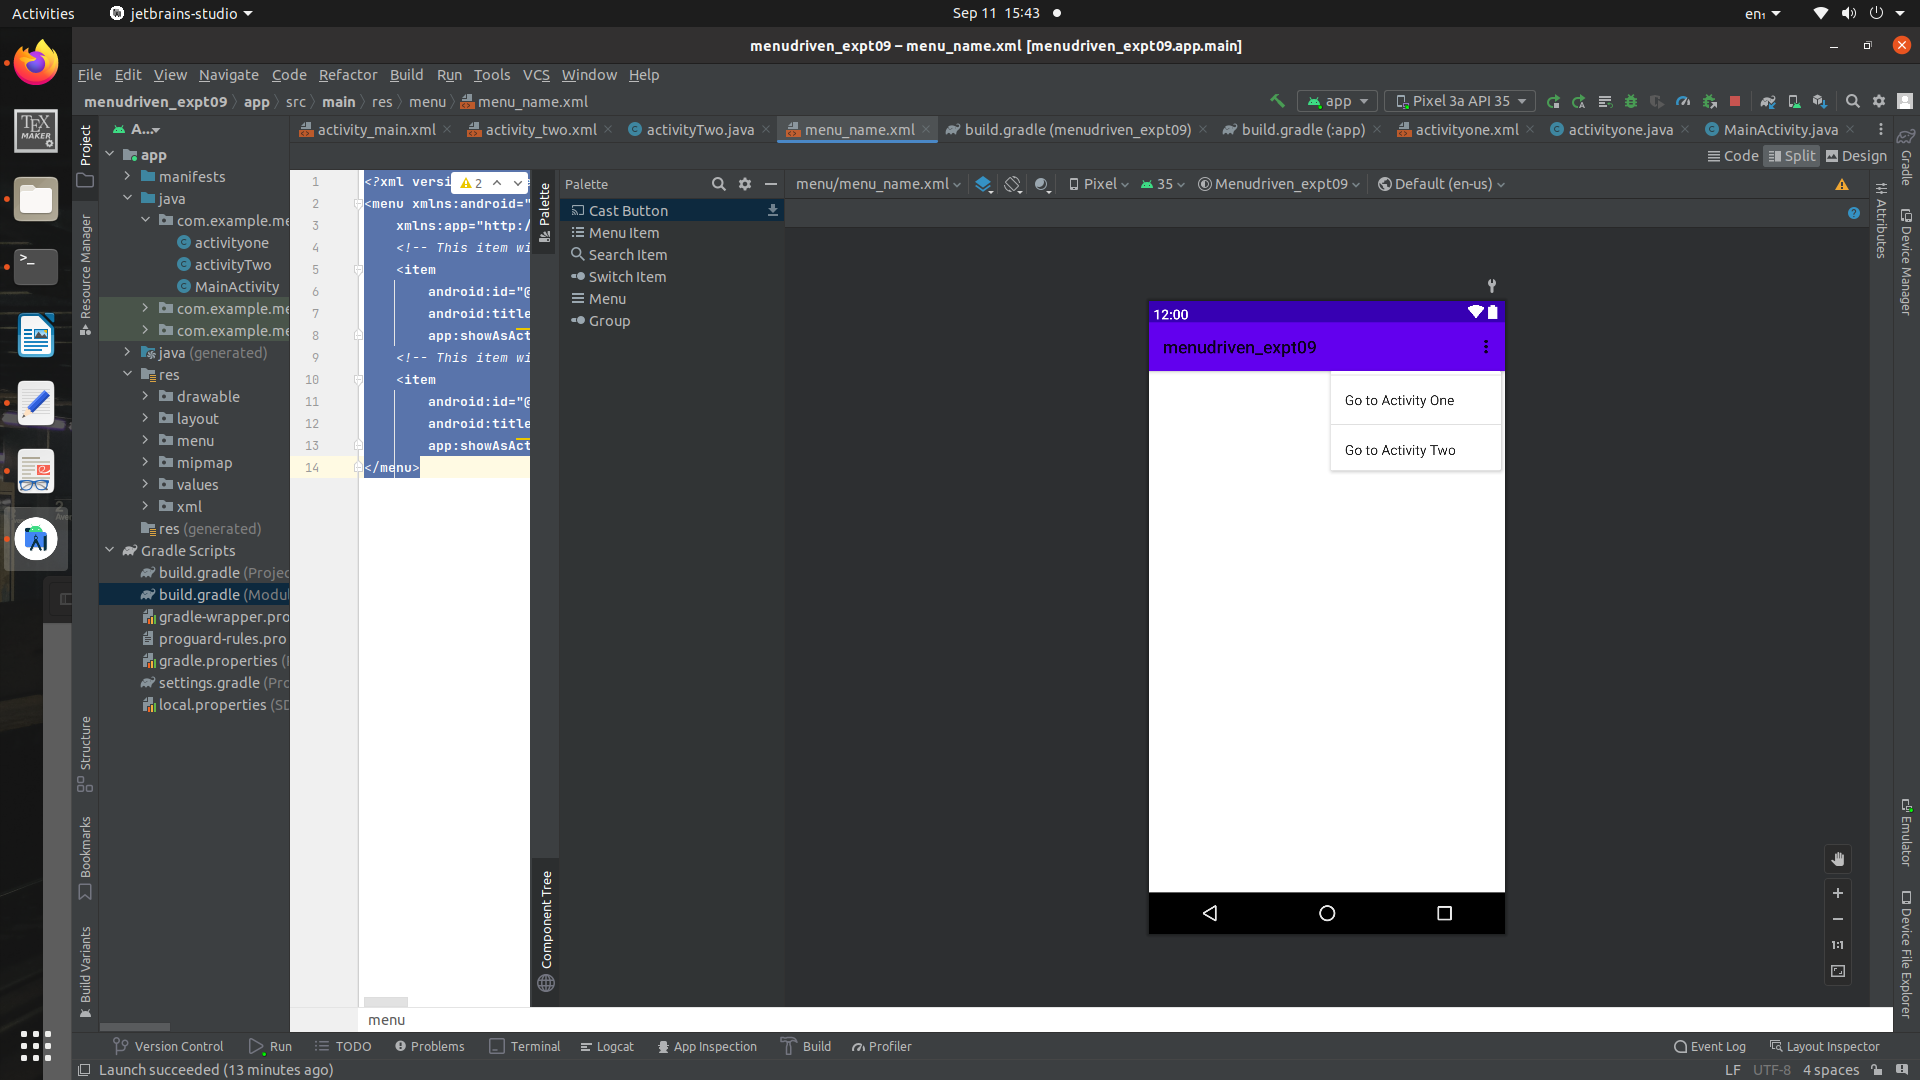 Activities
jetbrains-studio
Sep 11 15:43
en₁
menudriven_expt09 – menu_name.xml [menudriven_expt09.app.main]
File Edit View Navigate Code Refactor Build Run Tools VCS Window Help
menudriven_expt09 app src main res menu menu_name.xml
app
Pixel 3a API 35
A...
activity_main.xml
activity_two.xml
activityTwo.java
menu_name.xml
build.gradle (menudriven_expt09)
build.gradle (:app)
activityone.xml
activityone.java
MainActivity.java
Code
Split
Design
TEX
MAKER
Project
Resource Manager
Structure
Bookmarks
Build Variants
app
manifests
java
com.example.me
activityone
activityTwo
MainActivity
com.example.me
com.example.me
java (generated)
res
drawable
layout
menu
mipmap
values
xml
res (generated)
Gradle Scripts
build.gradle (Projec
build.gradle (Modul
gradle-wrapper.pro
proguard-rules.pro
gradle.properties (
settings.gradle (Pro
local.properties (SD
1 <?xml versi
2
2 <menu xmlns:android="
3 xmlns:app="http:/
4 <!-- This item wi
5 <item
6 android:id="@
7 android:title
8 app:showAsAct
9 <!-- This item wi
10 <item
11 android:id="@
12 android:title
13 app:showAsAct
14 </menu>
menu
Palette
Component Tree
Palette
Cast Button
Menu Item
Search Item
Switch Item
Menu
Group
menu/menu_name.xml
Pixel
35
Menudriven_expt09
Default (en-us)
12:00
menudriven_expt09
Go to Activity One
Go to Activity Two
1:1
Attributes
Gradle
Device Manager
Emulator
Device File Explorer
Version Control
Run
TODO
Problems
Terminal
Logcat
App Inspection
Build
Profiler
Event Log
Layout Inspector
Launch succeeded (13 minutes ago)
LF UTF-8 4 spaces